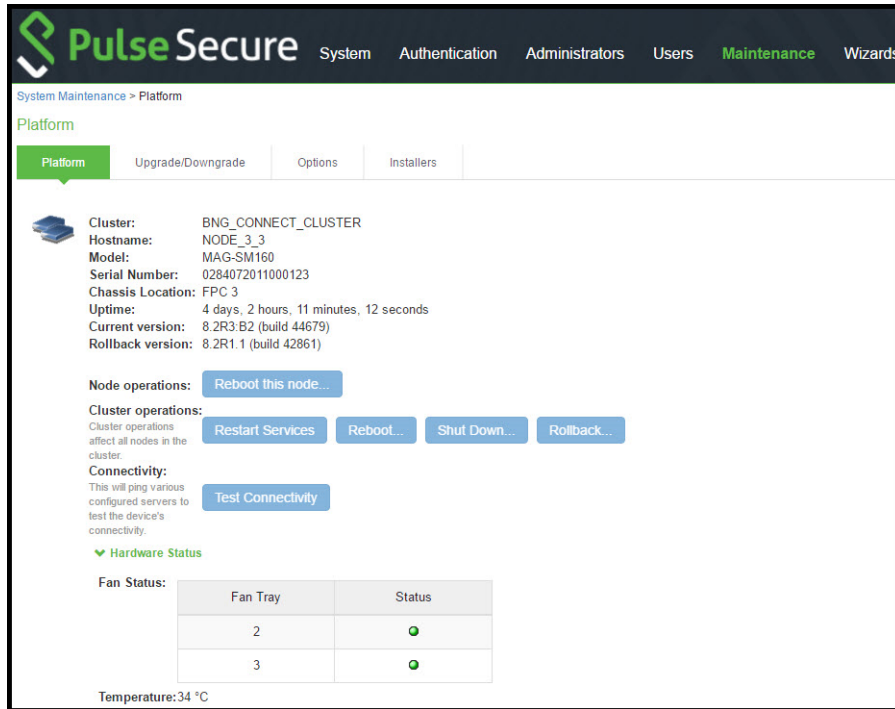 Pulse Secure System Authentication Administrators Users Maintenance Wizards
System Maintenance > Platform
Platform
Platform Upgrade/Downgrade Options Installers
Cluster: BNG_CONNECT_CLUSTER
Hostname: NODE_3_3
Model: MAG-SM160
Serial Number: 0284072011000123
Chassis Location: FPC 3
Uptime: 4 days, 2 hours, 11 minutes, 12 seconds
Current version: 8.2R3:B2 (build 44679)
Rollback version: 8.2R1.1 (build 42861)
Node operations: Reboot this node...
Cluster operations:
Cluster operations
affect all nodes in the
cluster.
Restart Services Reboot... Shut Down... Rollback...
Connectivity:
This will ping various
configured servers to
test the device's
connectivity.
Test Connectivity
Hardware Status
Fan Status:
Fan Tray Status
2
3
Temperature: 34 °C